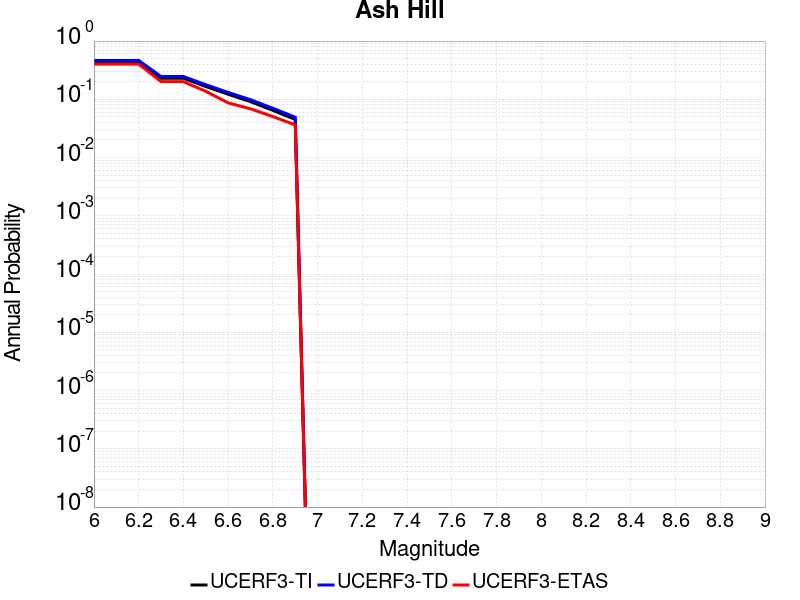 Ash Hill
Annual Probability
10^0
10^-1
10^-2
10^-3
10^-4
10^-5
10^-6
10^-7
10^-8
6 6.2 6.4 6.6 6.8 7 7.2 7.4 7.6 7.8 8 8.2 8.4 8.6 8.8 9
Magnitude
UCERF3-TI UCERF3-TD UCERF3-ETAS